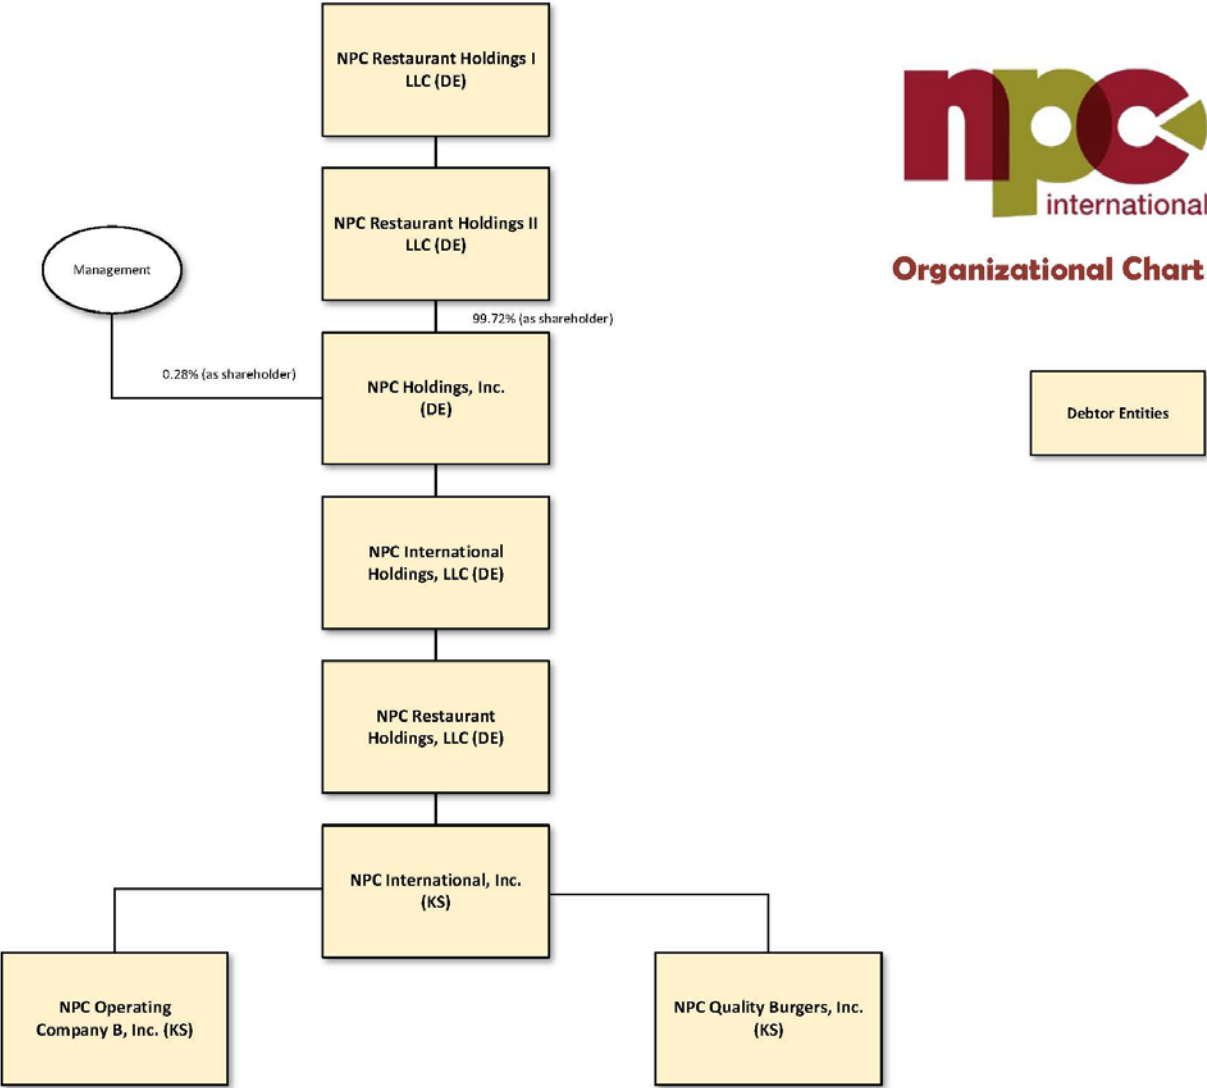 NPC Restaurant Holdings I
LLC (DE)
npc
international
Organizational Chart
NPC Restaurant Holdings II
LLC (DE)
Management
99.72% (as shareholder)
0.28% (as shareholder)
NPC Holdings, Inc.
(DE)
Debtor Entities
NPC International
Holdings, LLC (DE)
NPC Restaurant
Holdings, LLC (DE)
NPC International, Inc.
(KS)
NPC Operating
Company B, Inc. (KS)
NPC Quality Burgers, Inc.
(KS)